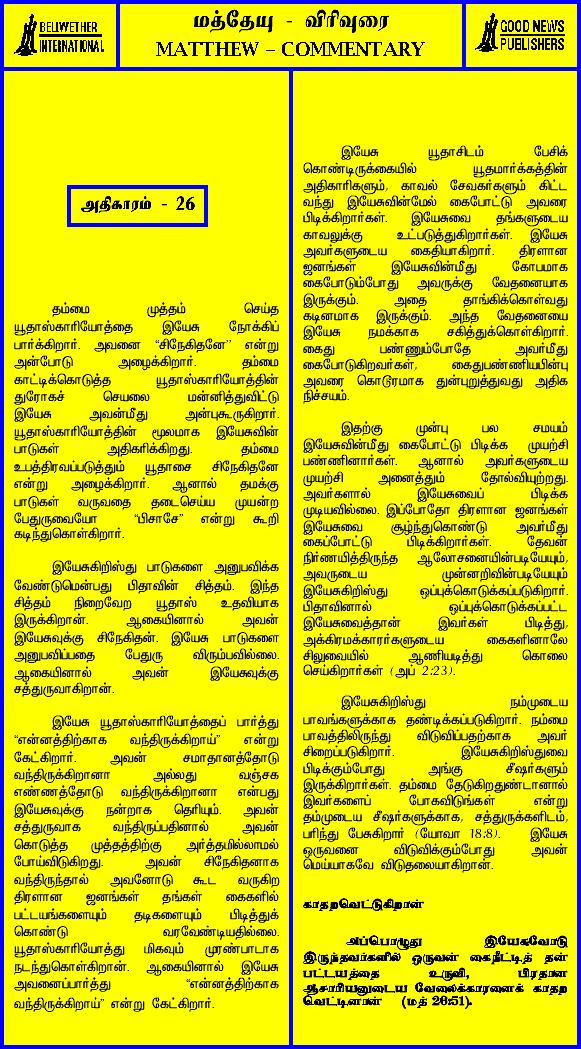 BELIWETHER
INTERNATIONAL
மத்தேயு - விரிவுரை
MATTHEW – COMMENTARY
GOOD NEWS
PUBLISHERS
அதிகாரம் - 26
தம்மை முத்தம் செய்த
யூதாஸ்காரியோத்தை இயேசு நோக்கிப்
பார்க்கிறார். அவனை “சிநேகிதனே” என்று
அன்போடு அழைக்கிறார். தம்மை
காட்டிக்கொடுத்த யூதாஸ்காரியோத்தின்
துரோகச் செயலை மன்னித்துவிட்டு
இயேசு அவன்மீது அன்புகூருகிறார்.
யூதாஸ்காரியோத்தின் மூலமாக இயேசுவின்
பாடுகள் அதிகரிக்கிறது. தம்மை
உபத்திரவப்படுத்தும் யூதாசை சிநேகிதனே
என்று அழைக்கிறார். ஆனால் தமக்கு
பாடுகள் வருவதை தடைசெய்ய முயன்ற
பேதுருவையோ “பிசாசே” என்று கூறி
கடிந்துகொள்கிறார்.
இயேசுகிறிஸ்து பாடுகளை அனுபவிக்க
வேண்டுமென்பது பிதாவின் சித்தம். இந்த
சித்தம் நிறைவேற யூதாஸ் உதவியாக
இருக்கிறான். ஆகையினால் அவன்
இயேசுவுக்கு சிநேகிதன். இயேசு பாடுகளை
அனுபவிப்பதை பேதுரு விரும்பவில்லை.
ஆகையினால் அவன் இயேசுவுக்கு
சத்துருவாகிறான்.
இயேசு யூதாஸ்காரியோத்தைப் பார்த்து
“என்னத்திற்காக வந்திருக்கிறாய்” என்று
கேட்கிறார். அவன் சமாதானத்தோடு
வந்திருக்கிறானா அல்லது வஞ்சக
எண்ணத்தோடு வந்திருக்கிறானா என்பது
இயேசுவுக்கு நன்றாக தெரியும். அவன்
சத்துருவாக வந்திருப்பதினால் அவன்
கொடுத்த முத்தத்திற்கு அர்த்தமில்லாமல்
போய்விடுகிறது. அவன் சிநேகிதனாக
வந்திருந்தால் அவனோடு கூட வருகிற
திரளான ஜனங்கள் தங்கள் கைகளில்
பட்டயங்களையும் தடிகளையும் பிடித்துக்
கொண்டு வரவேண்டியதில்லை.
யூதாஸ்காரியோத்து மிகவும் முரண்பாடாக
நடந்துகொள்கிறான். ஆகையினால் இயேசு
அவனைப்பார்த்து “என்னத்திற்காக
வந்திருக்கிறாய்” என்று கேட்கிறார்.
இயேசு யூதாசிடம் பேசிக்
கொண்டிருக்கையில் யூதமார்க்கத்தின்
அதிகாரிகளும், காவல் சேவகர்களும் கிட்ட
வந்து இயேசுவின்மேல் கைபோட்டு அவரை
பிடிக்கிறார்கள். இயேசுவை தங்களுடைய
காவலுக்கு உட்படுத்துகிறார்கள். இயேசு
அவர்களுடைய கைதியாகிறார். திரளான
ஜனங்கள் இயேசுவின்மீது கோபமாக
கைபோடும்போது அவருக்கு வேதனையாக
இருக்கும். அதை தாங்கிக்கொள்வது
கடினமாக இருக்கும். அந்த வேதனையை
இயேசு நமக்காக சகித்துக்கொள்கிறார்.
கைது பண்ணும்போதே அவர்மீது
கைபோடுகிறவர்கள், கைதுபண்ணியபின்பு
அவரை கொடூரமாக துன்புறுத்துவது அதிக
நிச்சயம்.
இதற்கு முன்பு பல சமயம்
இயேசுவின்மீது கைபோட்டு பிடிக்க முயற்சி
பண்ணினார்கள். ஆனால் அவர்களுடைய
முயற்சி அனைத்தும் தோல்வியுற்றது.
அவர்களால் இயேசுவைப் பிடிக்க
முடியவில்லை. இப்போதோ திரளான ஜனங்கள்
இயேசுவை சூழ்ந்துகொண்டு அவர்மீது
கைப்போட்டு பிடிக்கிறார்கள். தேவன்
நிர்ணயித்திருந்த ஆலோசனையின்படியேயும்,
அவருடைய முன்னறிவின்படியேயும்
இயேசுகிறிஸ்து ஒப்புக்கொடுக்கப்படுகிறார்.
பிதாவினால் ஒப்புக்கொடுக்கப்பட்ட
இயேசுவைத்தான் இவர்கள் பிடித்து,
அக்கிரமக்காரர்களுடைய கைகளினாலே
சிலுவையில் ஆணியடித்து கொலை
செய்கிறார்கள் (அப் 2:23).
இயேசுகிறிஸ்து நம்முடைய
பாவங்களுக்காக தண்டிக்கப்படுகிறார். நம்மை
பாவத்திலிருந்து விடுவிப்பதற்காக அவர்
சிறைப்படுகிறார். இயேசுகிறிஸ்துவை
பிடிக்கும்போது அங்கு சீஷர்களும்
இருக்கிறார்கள். தம்மை தேடுகிறதுண்டானால்
இவர்களைப் போகவிடுங்கள் என்று
தம்முடைய சீஷர்களுக்காக, சத்துருக்களிடம்,
பரிந்து பேசுகிறார் (யோவா 18:8). இயேசு
ஒருவனை விடுவிக்கும்போது அவன்
மெய்யாகவே விடுதலையாகிறான்.
காதறவெட்டுகிறான்
அப்பொழுது இயேசுவோடு
இருந்தவர்களில் ஒருவன் கைநீட்டித் தன்
பட்டயத்தை உருவி, பிரதான
ஆசாரியனுடைய வேலைக்காரனைக் காதற
வெட்டினான் (மத் 26:51).